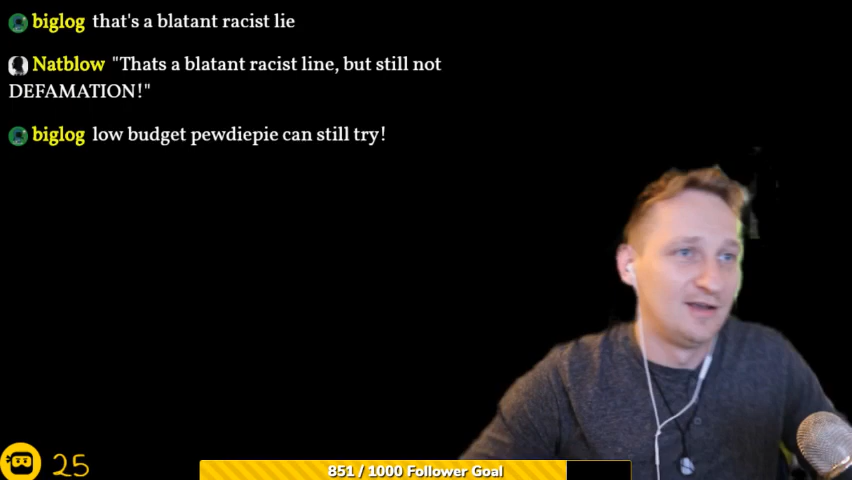 biglog that's a blatant racist lie
Natblow "Thats a blatant racist line, but still not
DEFAMATION!"
biglog low budget pewdiepie can still try!
25
851 / 1000 Follower Goal